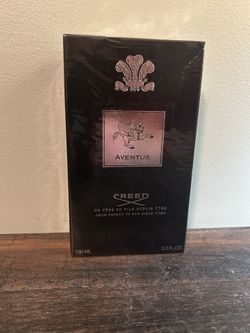 AVENTUS
CREED
DE PÈRE EN FILS DEPUIS 1760
FROM FATHER TO SON SINCE 1760
100 ML 3.3 FL.OZ